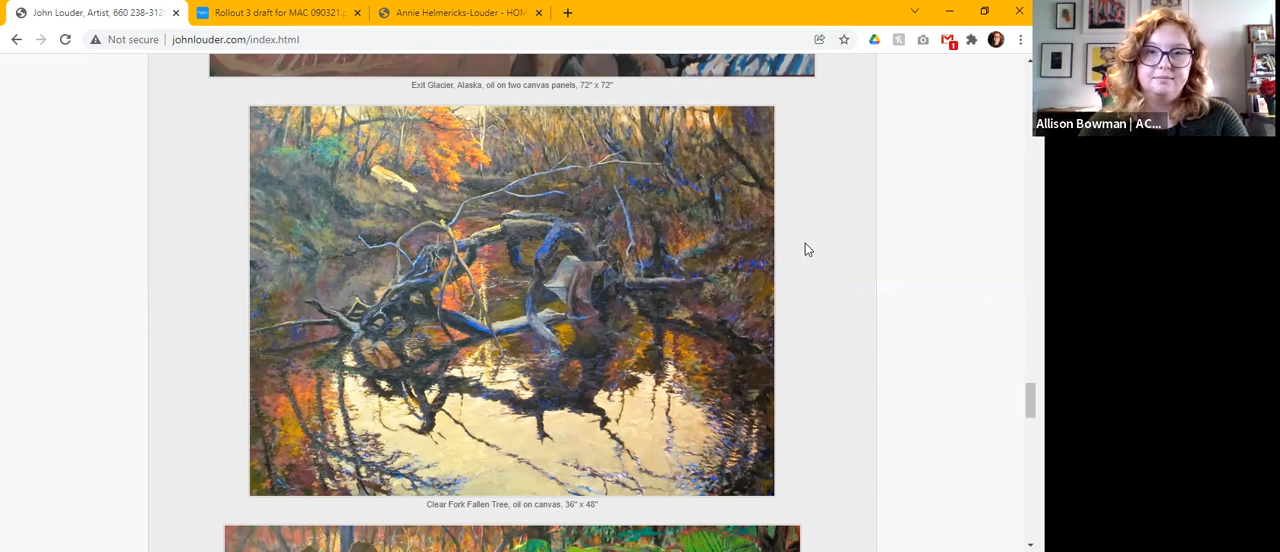 John Louder, Artist, 660 238-312
Rollout 3 draft for MAC 090321.p
Annie Helmericks-Louder - HOM
Not secure
johnlouder.com/index.html
1
Exit Glacier, Alaska, oil on two canvas panels, 72" x 72"
Allison Bowman | AC...
Clear Fork Fallen Tree, oil on canvas, 36" x 48"